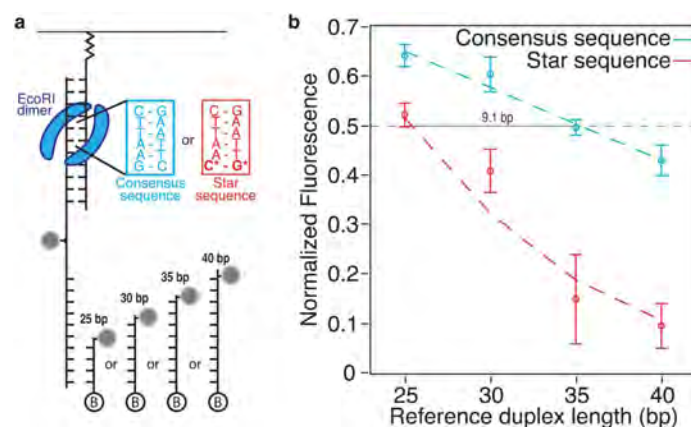 a
EcoRI
dimer
C - G
T - A
T - A
A - T
A - T
G - C
Consensus
sequence
or
C - G
T - A
T - A
A - T
A - T
C* - G*
Star
sequence
25 bp
30 bp
35 bp
40 bp
or
or
or
B
B
B
B
b
Normalized Fluorescence
0.7
0.6
0.5
0.4
0.3
0.2
0.1
0
Consensus sequence
Star sequence
9.1 bp
25
30
35
40
Reference duplex length (bp)